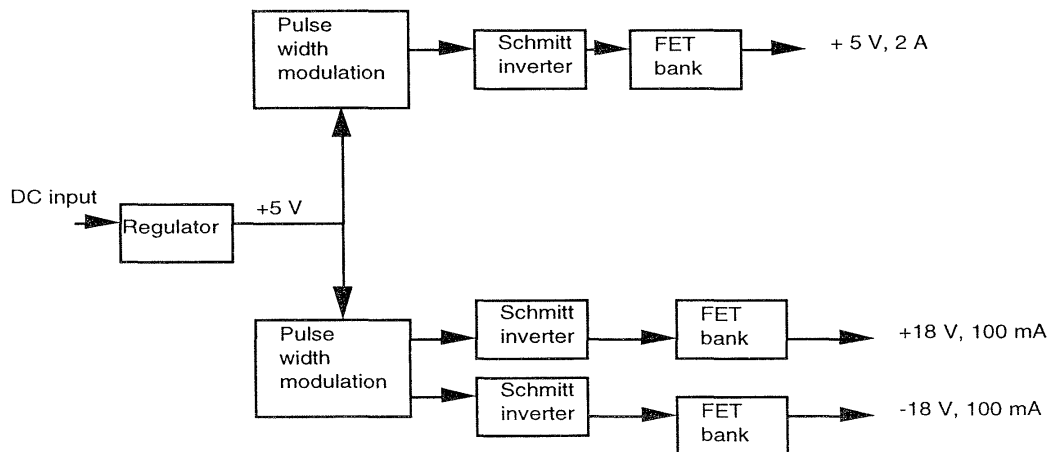 Pulse
width
modulation
Schmitt
inverter
FET
bank
+ 5 V, 2 A
DC input
Regulator
+5 V
Pulse
width
modulation
Schmitt
inverter
FET
bank
+18 V, 100 mA
Schmitt
inverter
FET
bank
-18 V, 100 mA